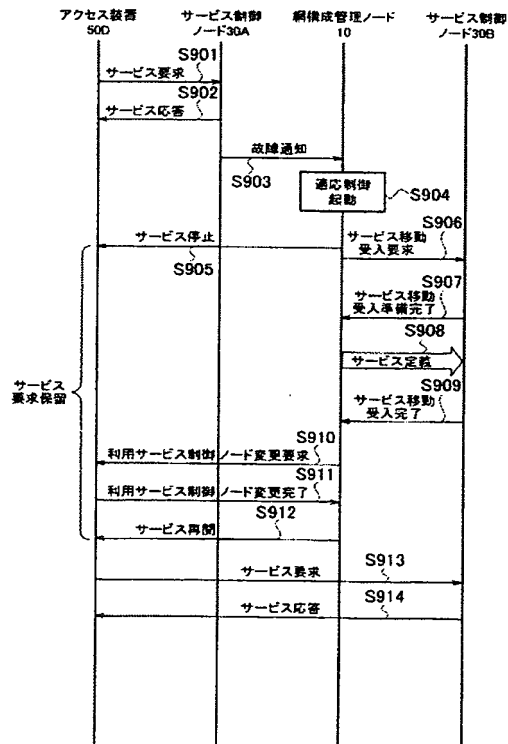 アクセス装置
50D
サービス制御
ノード30A
網構成管理ノード
10
サービス制御
ノード30B
S901
サービス要求
S902
サービス応答
故障通知
S903
適応制御
起動
S904
サービス停止
S905
S906
サービス移動
受入要求
S907
サービス移動
受入準備完了
S908
サービス定義
S909
サービス移動
受入完了
サービス
要求保留
S910
利用サービス制御ノード変更要求
S911
利用サービス制御ノード変更完了
S912
サービス再開
サービス要求
S913
サービス応答
S914